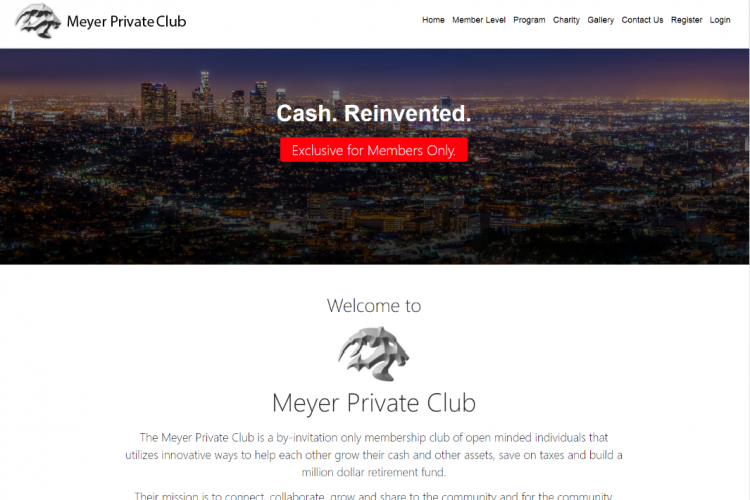 Meyer Private Club
Home Member Level Program Charity Gallery Contact Us Register Login
Cash. Reinvented.
Exclusive for Members Only.
Welcome to
Meyer Private Club
The Meyer Private Club is a by-invitation only membership club of open minded individuals that
utilizes innovative ways to help each other grow their cash and other assets, save on taxes and build a
million dollar retirement fund.
Their mission is to connect, collaborate, grow and share to the community and for the community